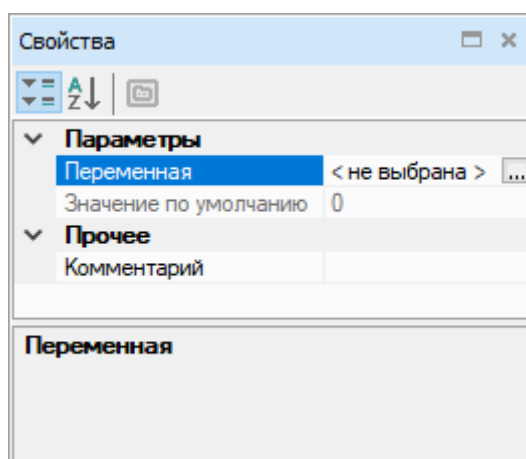 Свойства
Параметры
Переменная < не выбрана > ...
Значение по умолчанию 0
Прочее
Комментарий
Переменная